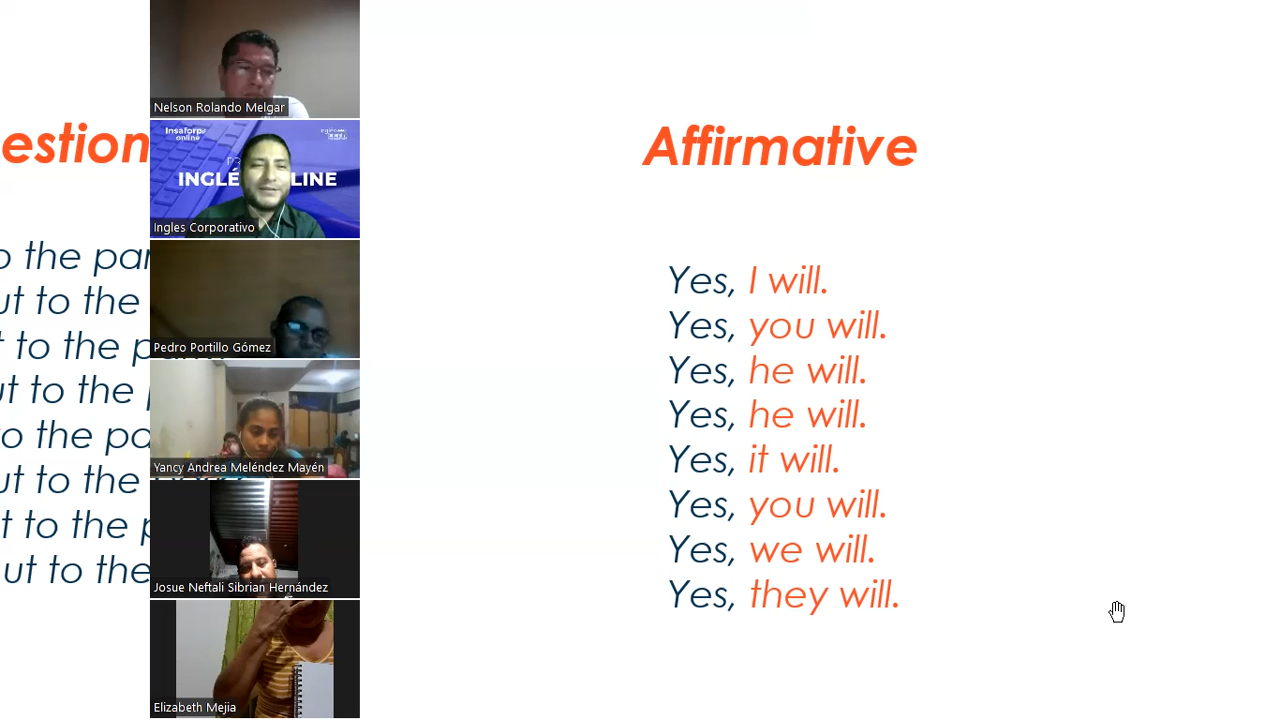 estion
o the par
ut to the
t to the p
ut to the p
o the pa
ut to the
t to the p
ut to the
Nelson Rolando Melgar
Insaforp
online
INGLÉ LINE
Ingles Corporativo
Pedro Portillo Gómez
Yancy Andrea Meléndez Mayén
Josue Neftali Sibrian Hernández
Elizabeth Mejia
Affirmative
Yes, I will.
Yes, you will.
Yes, he will.
Yes, he will.
Yes, it will.
Yes, you will.
Yes, we will.
Yes, they will.